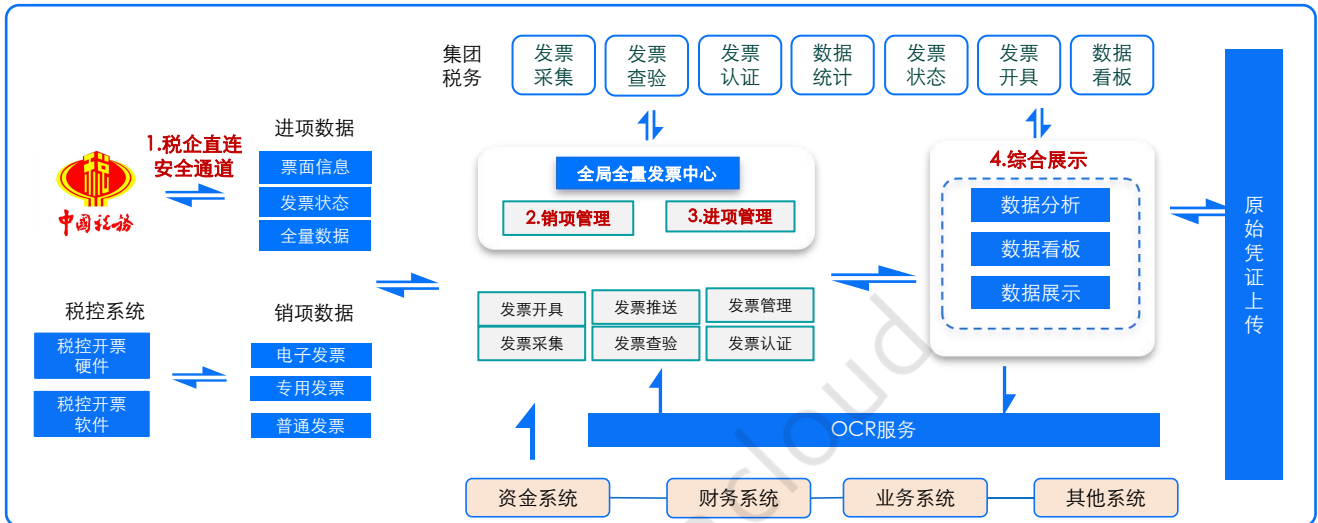 集团
税务
发票
采集
发票
查验
发票
认证
数据
统计
发票
状态
发票
开具
数据
看板
1.税企直连
安全通道
中國税務
进项数据
票面信息
发票状态
全量数据
税控系统
税控开票
硬件
税控开票
软件
销项数据
电子发票
专用发票
普通发票
全局全量发票中心
2.销项管理
3.进项管理
发票开具
发票推送
发票管理
发票采集
发票查验
发票认证
4.综合展示
数据分析
数据看板
数据展示
原始凭证上传
OCR服务
资金系统
财务系统
业务系统
其他系统